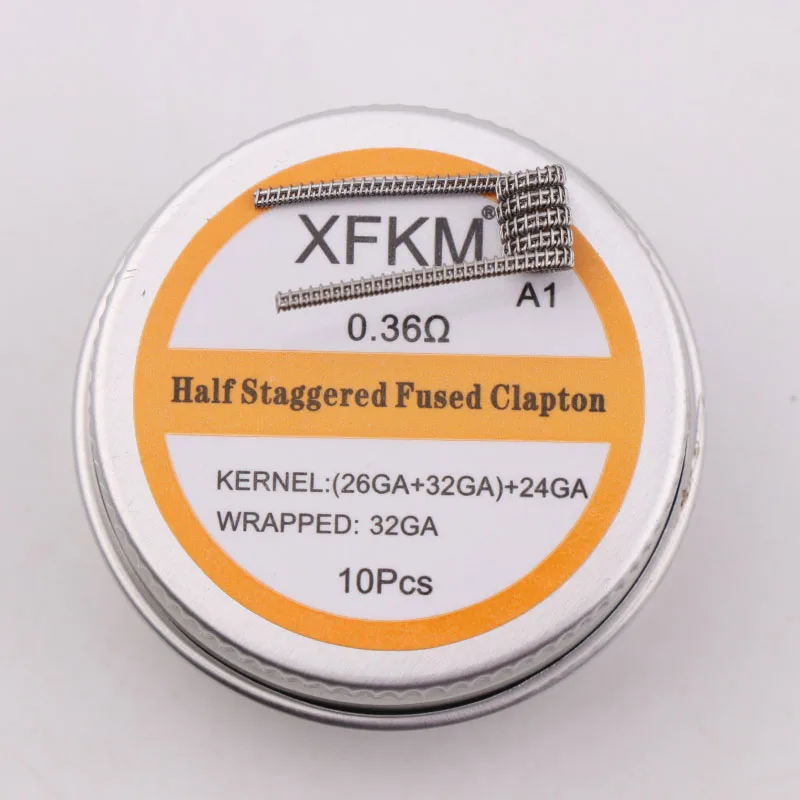 XFKM®
A1
0.36Ω
Half Staggered Fused Clapton
KERNEL:(26GA+32GA)+24GA
WRAPPED: 32GA
10Pcs